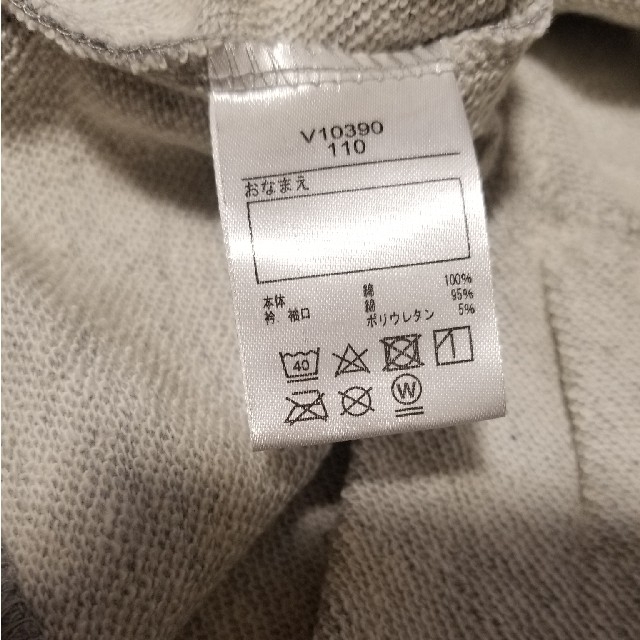 V10390
110
おなまえ
本体 綿 100%
衿 袖口 綿 95%
ポリウレタン 5%
40
W